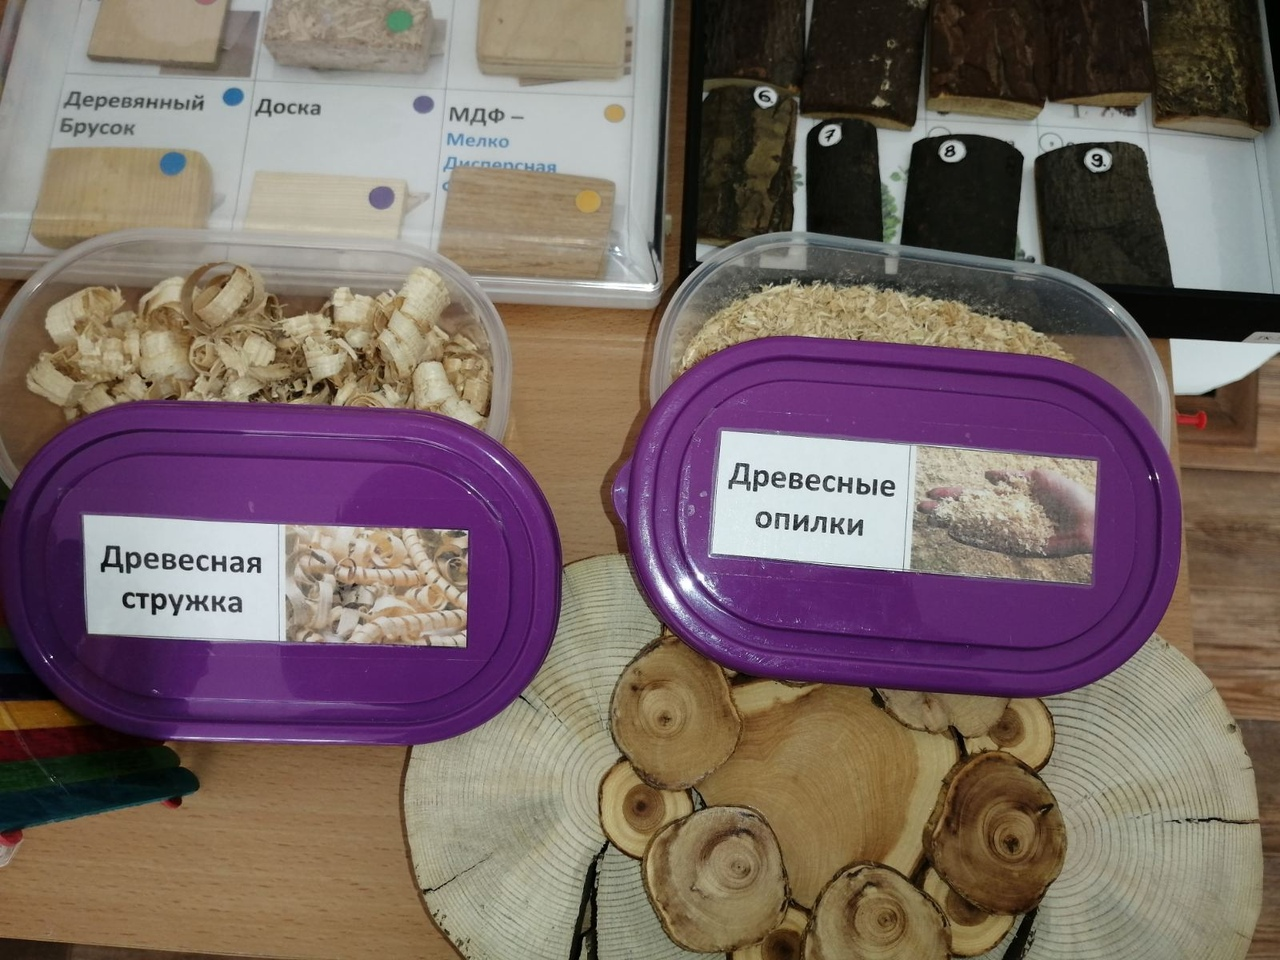 Деревянный
Брусок
Доска
МДФ –
Мелко
Дисперсная
6.
7
8
9.
Древесная
стружка
Древесные
опилки